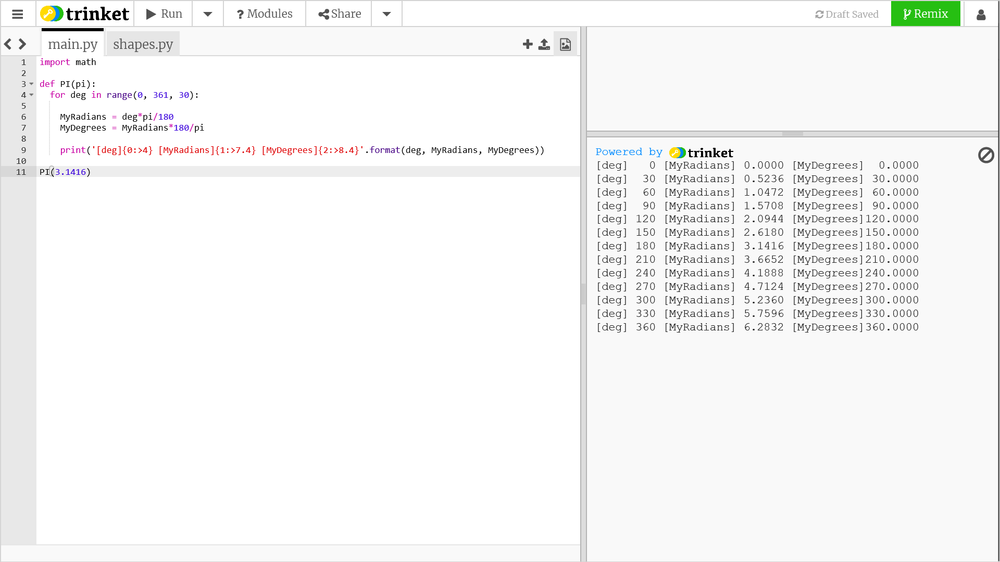 trinket Run ? Modules Share Draft Saved Remix
main.py shapes.py
1 import math
2
3 def PI(pi):
4   for deg in range(0, 361, 30):
5
6     MyRadians = deg*pi/180
7     MyDegrees = MyRadians*180/pi
8
9     print('[deg]{0:>4} [MyRadians]{1:>7.4} [MyDegrees]{2:>8.4}'.format(deg, MyRadians, MyDegrees))
10
11 PI(3.1416)
Powered by trinket
[deg]   0 [MyRadians] 0.0000 [MyDegrees]  0.0000
[deg]  30 [MyRadians] 0.5236 [MyDegrees] 30.0000
[deg]  60 [MyRadians] 1.0472 [MyDegrees] 60.0000
[deg]  90 [MyRadians] 1.5708 [MyDegrees] 90.0000
[deg] 120 [MyRadians] 2.0944 [MyDegrees]120.0000
[deg] 150 [MyRadians] 2.6180 [MyDegrees]150.0000
[deg] 180 [MyRadians] 3.1416 [MyDegrees]180.0000
[deg] 210 [MyRadians] 3.6652 [MyDegrees]210.0000
[deg] 240 [MyRadians] 4.1888 [MyDegrees]240.0000
[deg] 270 [MyRadians] 4.7124 [MyDegrees]270.0000
[deg] 300 [MyRadians] 5.2360 [MyDegrees]300.0000
[deg] 330 [MyRadians] 5.7596 [MyDegrees]330.0000
[deg] 360 [MyRadians] 6.2832 [MyDegrees]360.0000